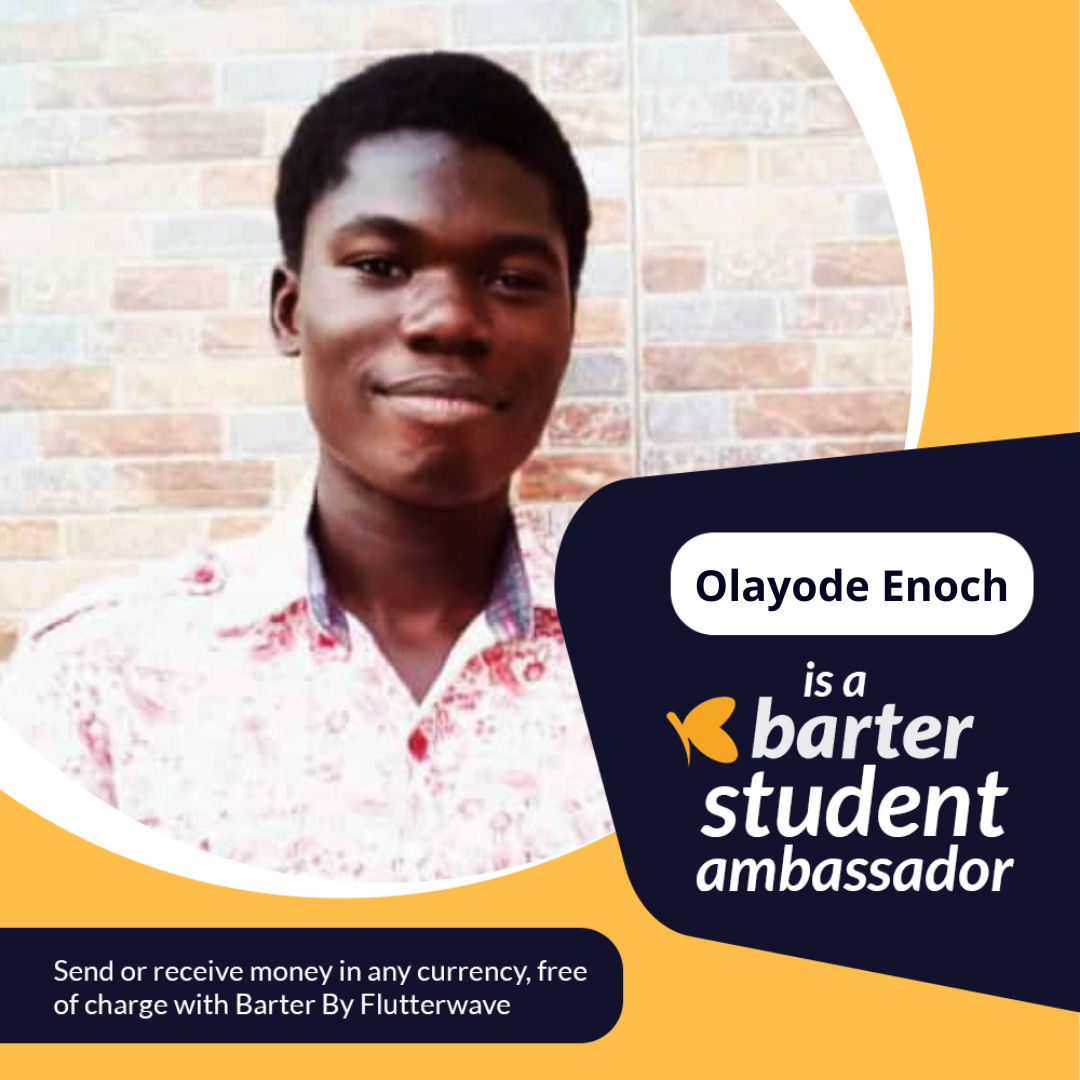 Olayode Enoch
is a
barter
student
ambassador
Send or receive money in any currency, free
of charge with Barter By Flutterwave